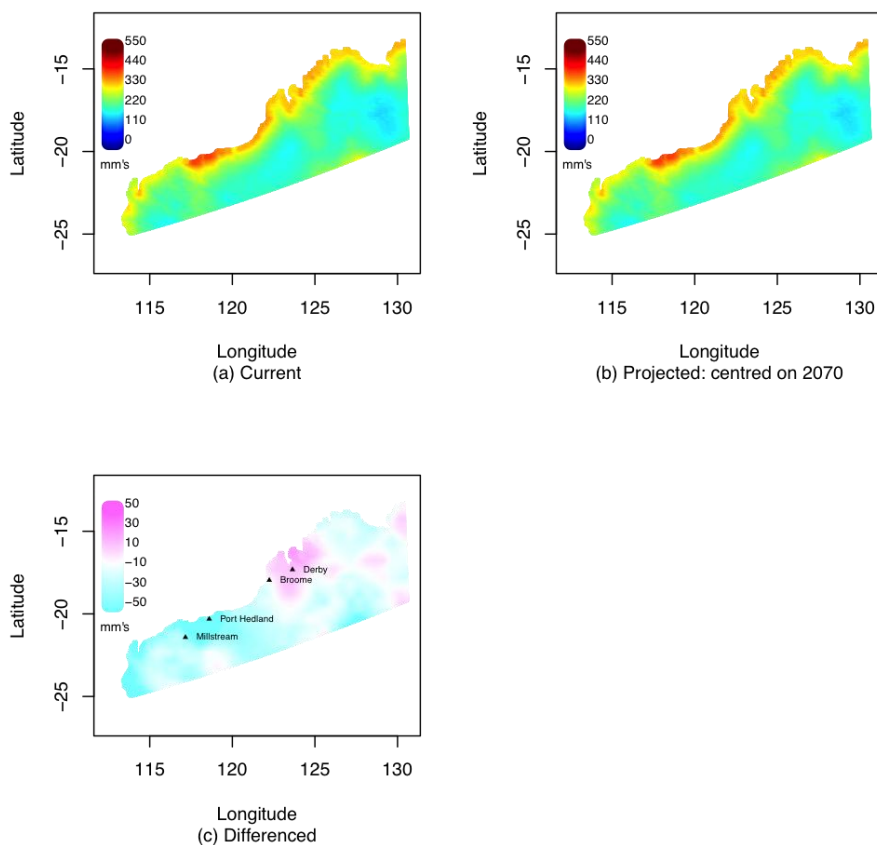 550
440
330
220
110
0
mm's
−15
−20
−25
Latitude
115 120 125 130
Longitude
(a) Current
550
440
330
220
110
0
mm's
−15
−20
−25
Latitude
115 120 125 130
Longitude
(b) Projected: centred on 2070
50
30
10
−10
−30
−50
mm's
−15
−20
−25
Latitude
Derby
Broome
Port Hedland
Millstream
115 120 125 130
Longitude
(c) Differenced